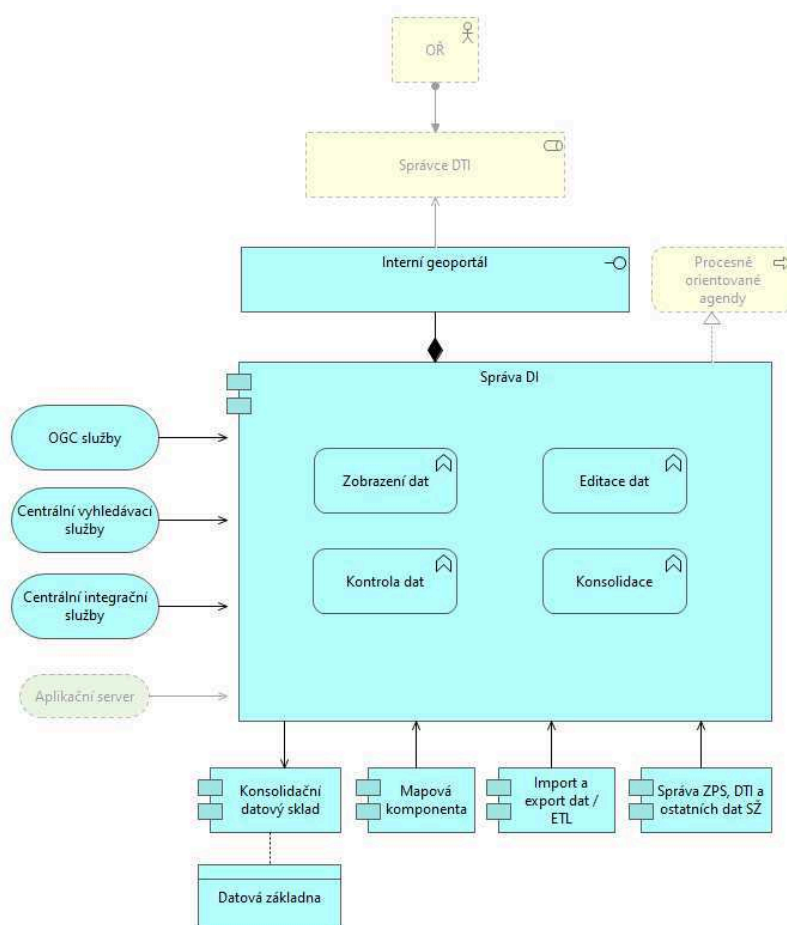 OŘ
Správce DTI
Interní geoportál
Procesně
orientované
agendy
Správa DI
OGC služby
Zobrazení dat
Editace dat
Centrální vyhledávací
služby
Kontrola dat
Konsolidace
Centrální integrační
služby
Aplikační server
Konsolidační
datový sklad
Mapová
komponenta
Import a
export dat /
ETL
Správa ZPS, DTI a
ostatních dat SŽ
Datová základna